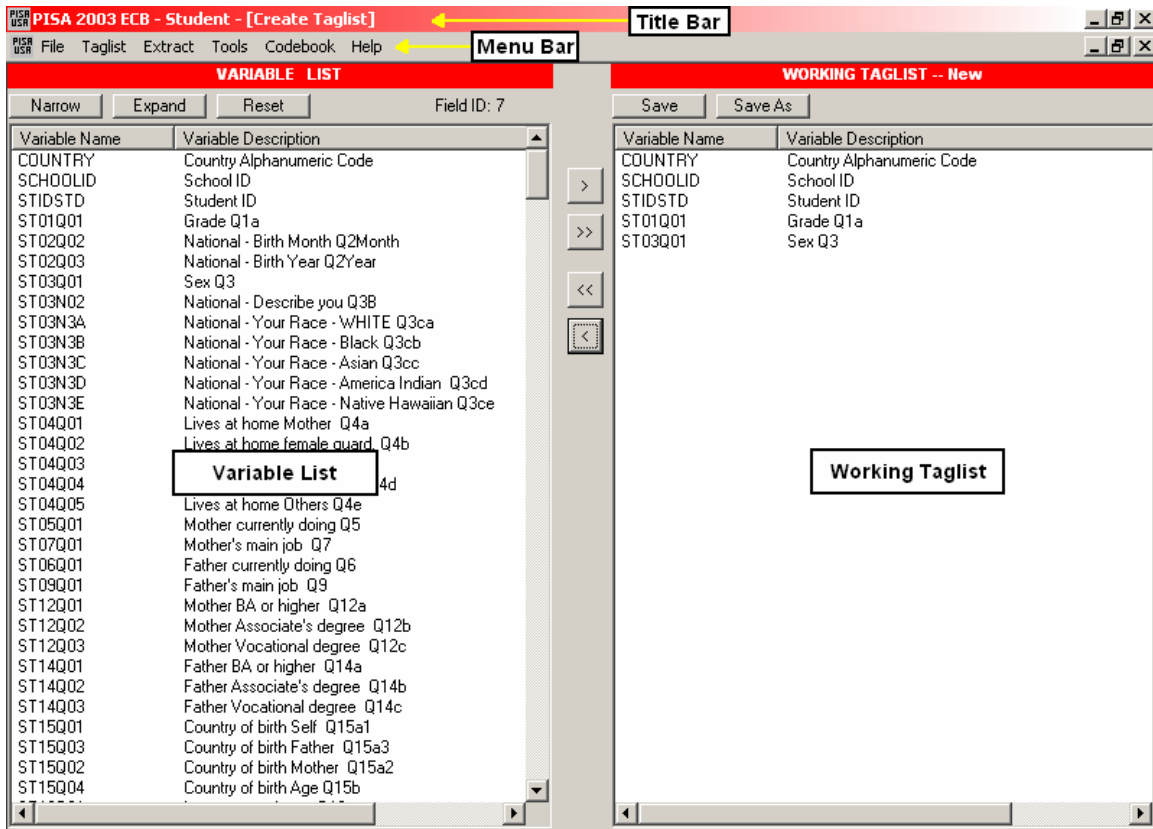 PISA USA PISA 2003 ECB - Student - [Create Taglist] Title Bar
PISA USA File Taglist Extract Tools Codebook Help Menu Bar
VARIABLE LIST
Narrow Expand Reset Field ID: 7
Variable Name Variable Description
COUNTRY Country Alphanumeric Code
SCHOOLID School ID
STIDSTD Student ID
ST01Q01 Grade Q1a
ST02Q02 National - Birth Month Q2Month
ST02Q03 National - Birth Year Q2Year
ST03Q01 Sex Q3
ST03N02 National - Describe you Q3B
ST03N3A National - Your Race - WHITE Q3ca
ST03N3B National - Your Race - Black Q3cb
ST03N3C National - Your Race - Asian Q3cc
ST03N3D National - Your Race - America Indian Q3cd
ST03N3E National - Your Race - Native Hawaiian Q3ce
ST04Q01 Lives at home Mother Q4a
ST04Q02 Lives at home female guard. Q4b
ST04Q03
Variable List
ST04Q04 4d
ST04Q05 Lives at home Others Q4e
ST05Q01 Mother currently doing Q5
ST07Q01 Mother's main job Q7
ST06Q01 Father currently doing Q6
ST09Q01 Father's main job Q9
ST12Q01 Mother BA or higher Q12a
ST12Q02 Mother Associate's degree Q12b
ST12Q03 Mother Vocational degree Q12c
ST14Q01 Father BA or higher Q14a
ST14Q02 Father Associate's degree Q14b
ST14Q03 Father Vocational degree Q14c
ST15Q01 Country of birth Self Q15a1
ST15Q03 Country of birth Father Q15a3
ST15Q02 Country of birth Mother Q15a2
ST15Q04 Country of birth Age Q15b
>
>>
<<
<
WORKING TAGLIST -- New
Save Save As
Variable Name Variable Description
COUNTRY Country Alphanumeric Code
SCHOOLID School ID
STIDSTD Student ID
ST01Q01 Grade Q1a
ST03Q01 Sex Q3
Working Taglist